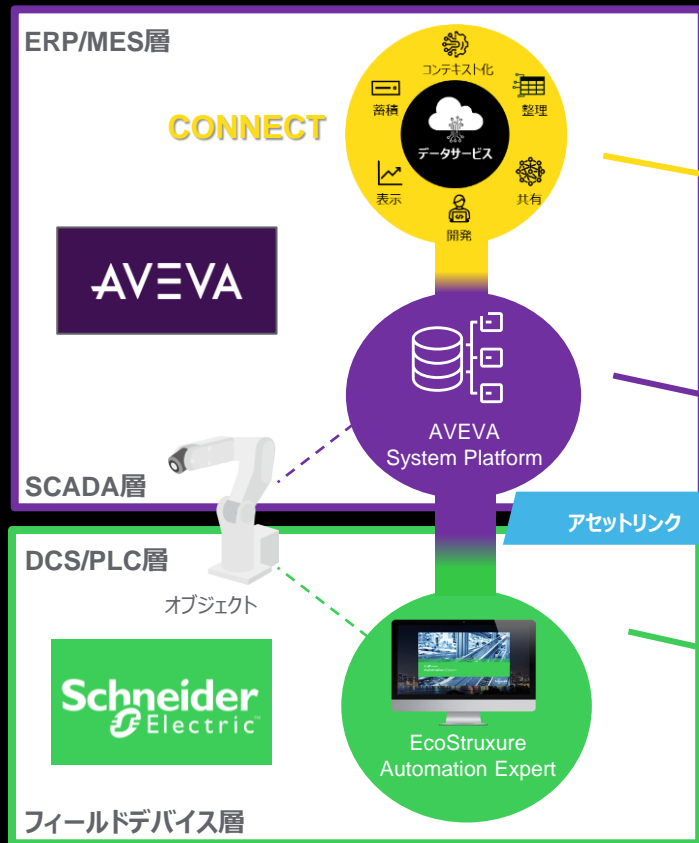 ERP/MES層
CONNECT
コンテキスト化
蓄積
整理
データサービス
表示
共有
開発
AVEVA
AVEVA
System Platform
SCADA層
アセットリンク
DCS/PLC層
オブジェクト
Schneider
Electric
EcoStruxure
Automation Expert
フィールドデバイス層